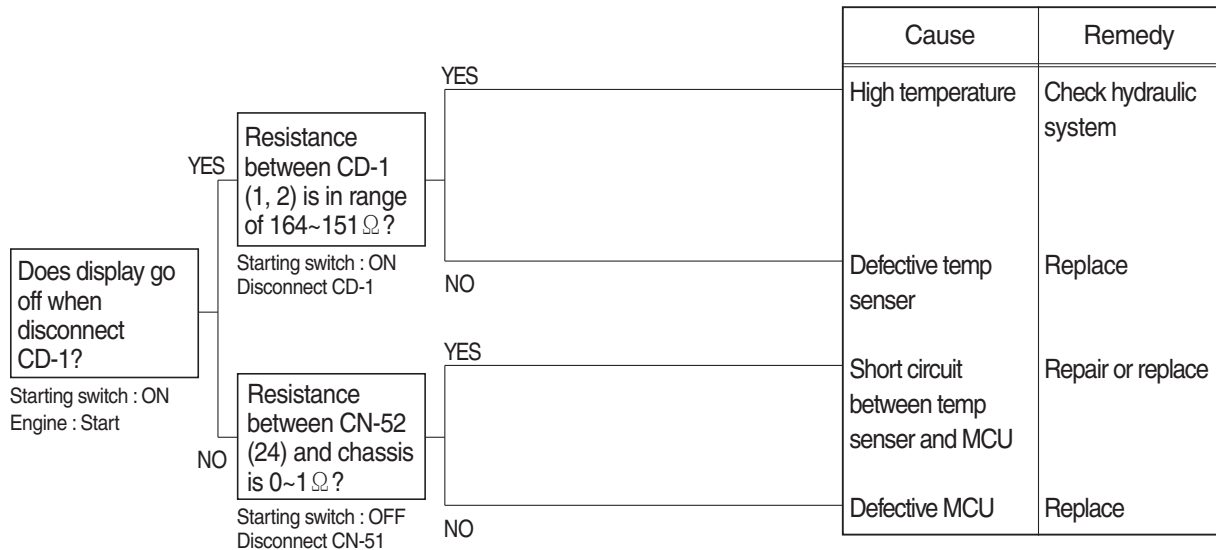 Does display go
off when
disconnect
CD-1?
Starting switch : ON
Engine : Start
YES
Resistance
between CD-1
(1, 2) is in range
of 164~151Ω?
Starting switch : ON
Disconnect CD-1
NO
Resistance
between CN-52
(24) and chassis
is 0~1Ω?
Starting switch : OFF
Disconnect CN-51
YES
NO
YES
NO
Cause
Remedy
High temperature
Check hydraulic
system
Defective temp
senser
Replace
Short circuit
between temp
senser and MCU
Repair or replace
Defective MCU
Replace